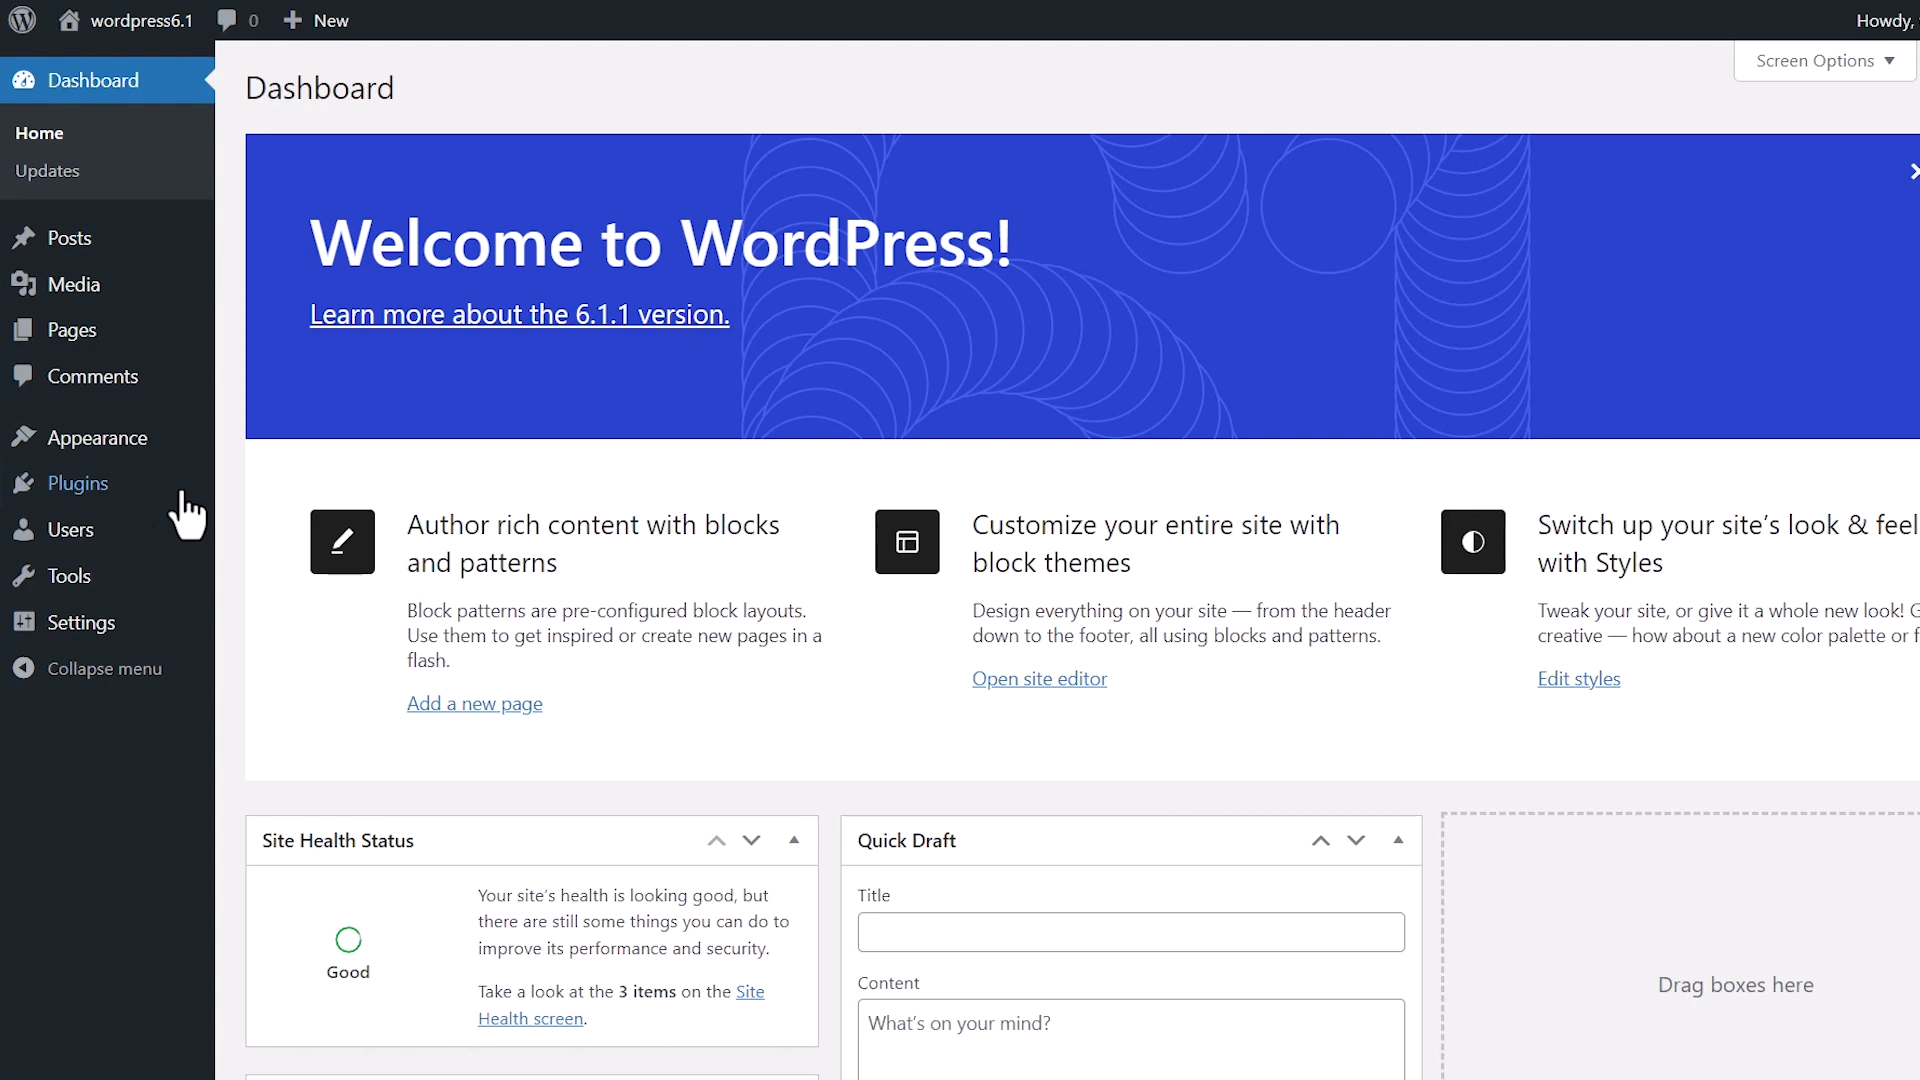 wordpress6.1
0
New
Howdy,
Screen Options
Dashboard
Home
Updates
Posts
Media
Pages
Comments
Appearance
Plugins
Users
Tools
Settings
Collapse menu
Dashboard
Welcome to WordPress!
Learn more about the 6.1.1 version.
Author rich content with blocks
and patterns
Block patterns are pre-configured block layouts.
Use them to get inspired or create new pages in a
flash.
Add a new page
Customize your entire site with
block themes
Design everything on your site — from the header
down to the footer, all using blocks and patterns.
Open site editor
Switch up your site's look & feel
with Styles
Tweak your site, or give it a whole new look!
creative — how about a new color palette or
Edit styles
Site Health Status
Good
Your site's health is looking good, but
there are still some things you can do to
improve its performance and security.
Take a look at the 3 items on the Site
Health screen.
Quick Draft
Title
Content
What's on your mind?
Drag boxes here